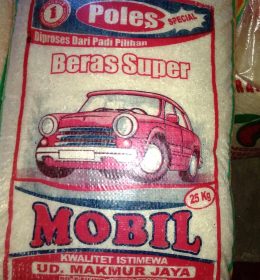 1 Poles SPECIAL
Diproses Dari Padi Pilihan
Beras Super
25 Kg
MOBIL
KWALITET ISTIMEWA
UD. MAKMUR JAYA